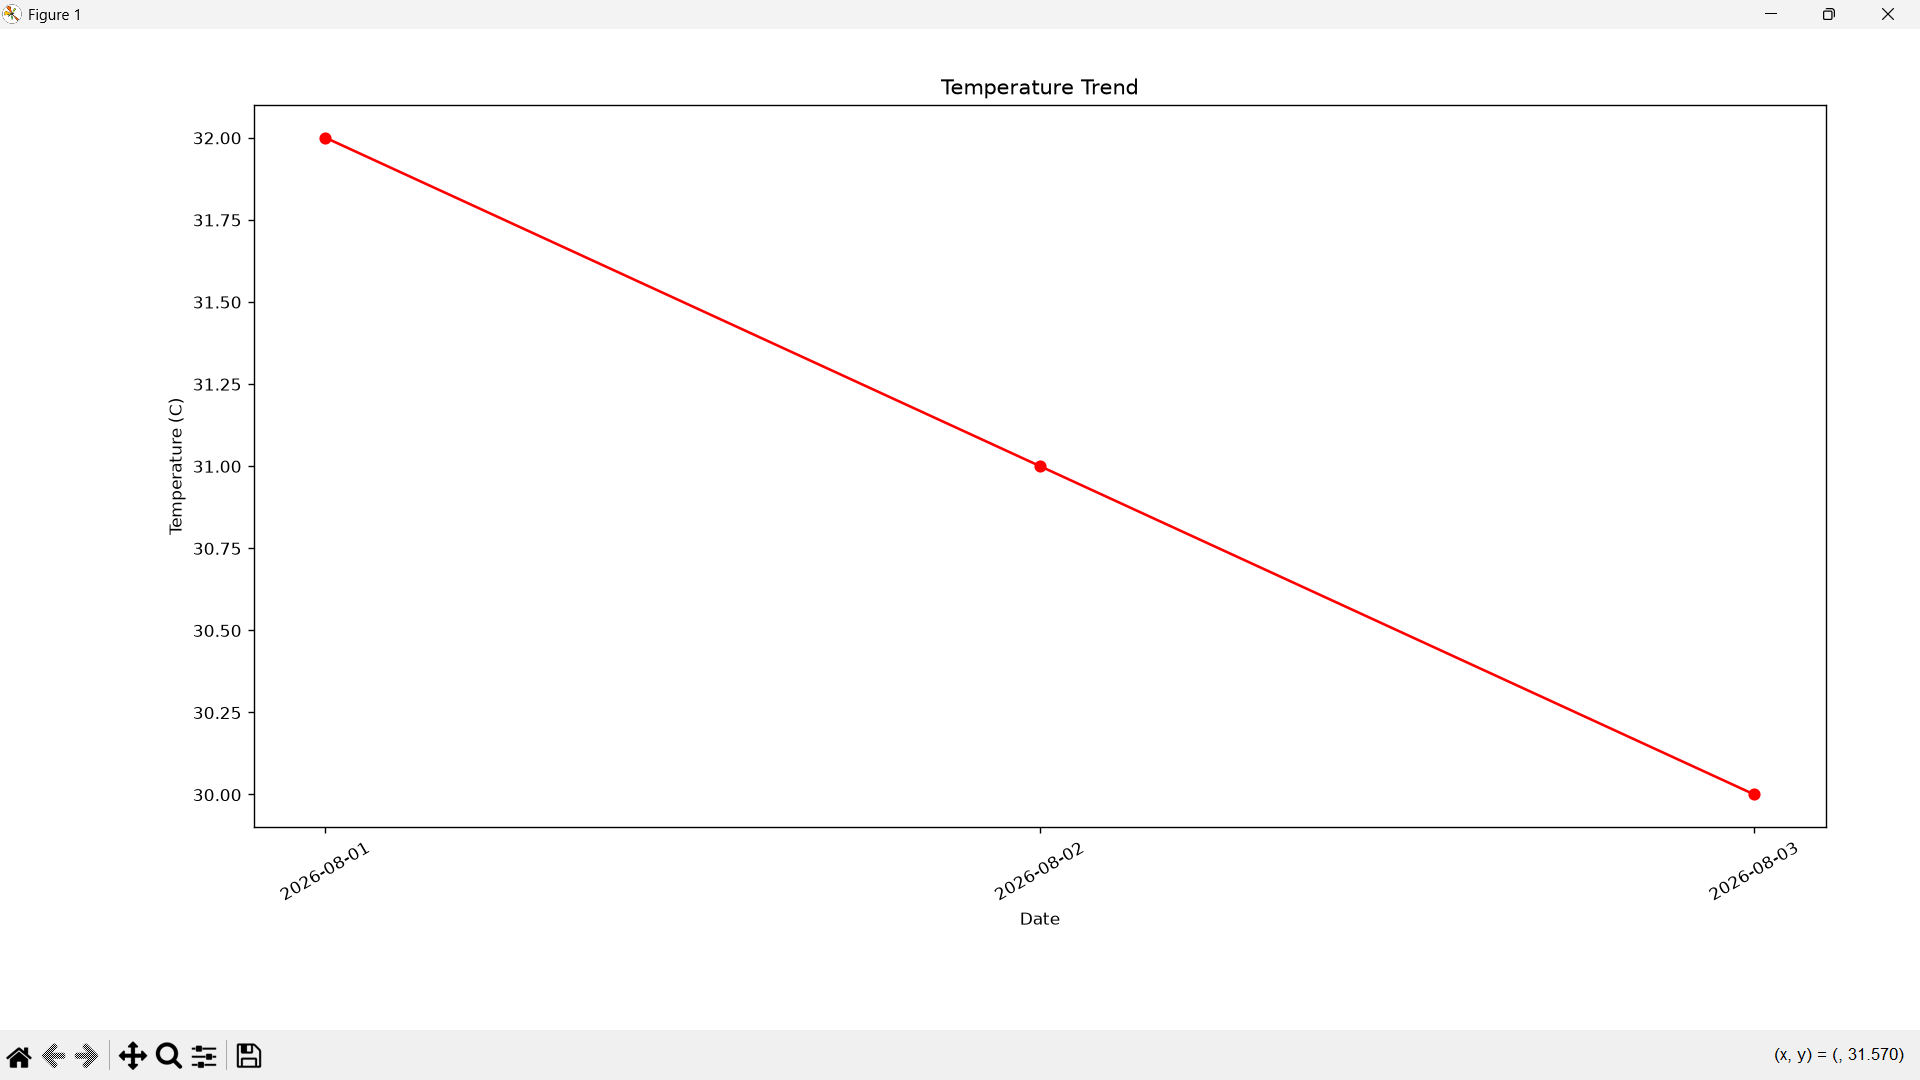 Figure 1
Temperature Trend
Temperature (C)
32.00
31.75
31.50
31.25
31.00
30.75
30.50
30.25
30.00
2026-08-01
2026-08-02
2026-08-03
Date
(x, y) = (, 31.570)